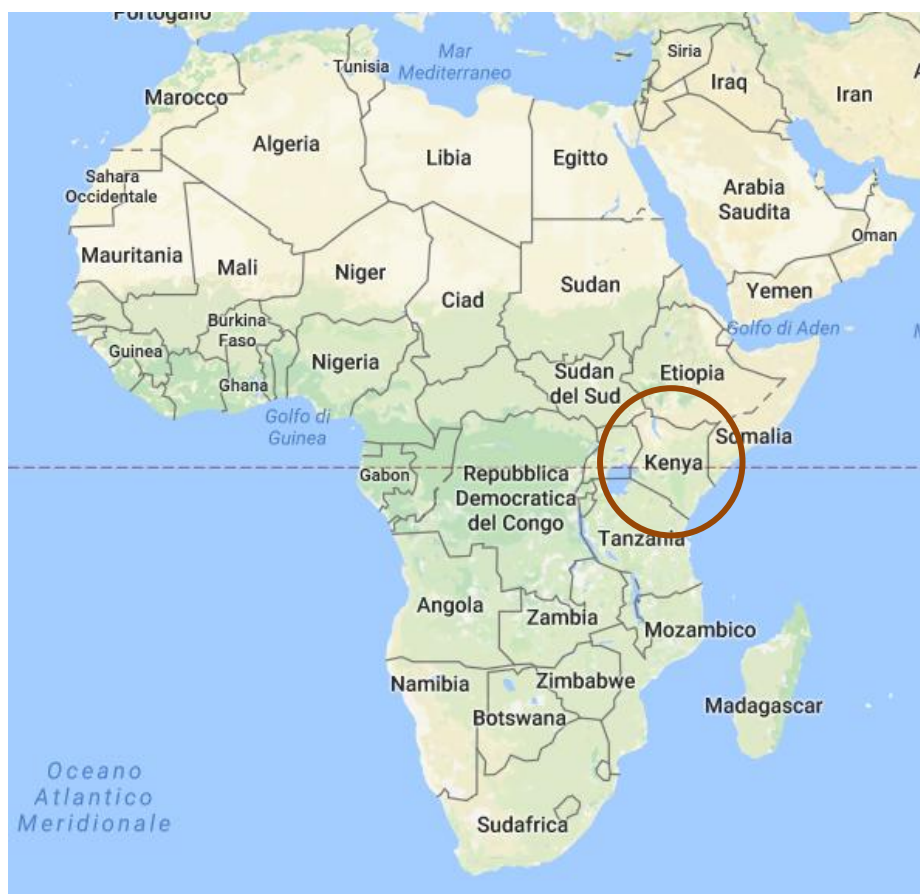 Portogallo
Siria
Mar
Mediterraneo
Tunisia
Iraq
Iran
Marocco
Algeria
Libia
Egitto
Sahara
Occidentale
Arabia
Saudita
Oman
Mauritania
Mali
Niger
Ciad
Sudan
Yemen
Golfo di Aden
Burkina
Faso
Guinea
Ghana
Nigeria
Sudan
del Sud
Etiopia
Golfo di
Guinea
Somalia
Gabon
Repubblica
Democratica
del Congo
Kenya
Tanzania
Angola
Zambia
Mozambico
Namibia
Zimbabwe
Botswana
Madagascar
Oceano
Atlantico
Meridionale
Sudafrica